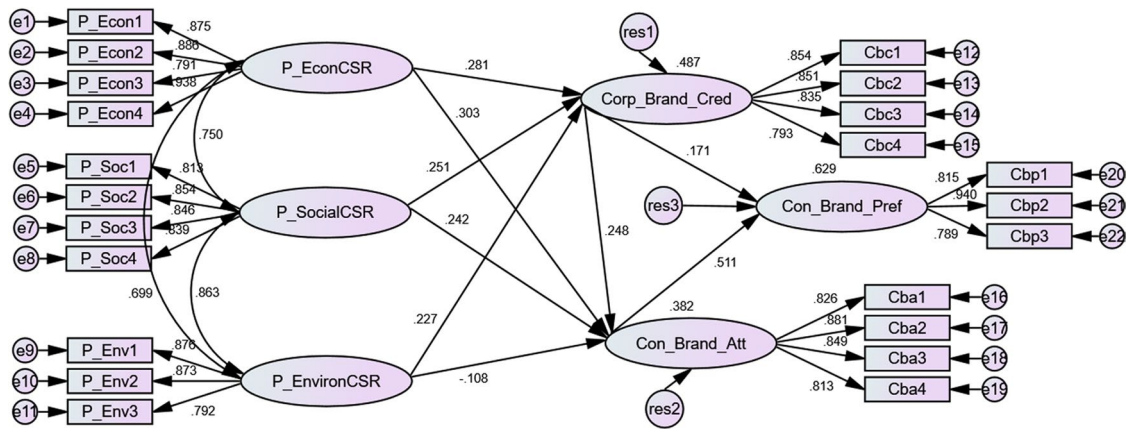 e1 P_Econ1 .875
e2 P_Econ2 .886
e3 P_Econ3 .791
e4 P_Econ4 .938
P_EconCSR
.750
e5 P_Soc1 .813
e6 P_Soc2 .854
e7 P_Soc3 .846
e8 P_Soc4 .839
P_SocialCSR
.699
.863
e9 P_Env1 .876
e10 P_Env2 .873
e11 P_Env3 .792
P_EnvironCSR
.281
.303
.251
.242
.227
-.108
res1
.487
Corp_Brand_Cred
.854 Cbc1 e12
.851 Cbc2 e13
.835 Cbc3 e14
.793 Cbc4 e15
.171
.248
.511
res3
.629
Con_Brand_Pref
.815 Cbp1 e20
.940 Cbp2 e21
.789 Cbp3 e22
.382
Con_Brand_Att
res2
.826 Cba1 e16
.881 Cba2 e17
.849 Cba3 e18
.813 Cba4 e19